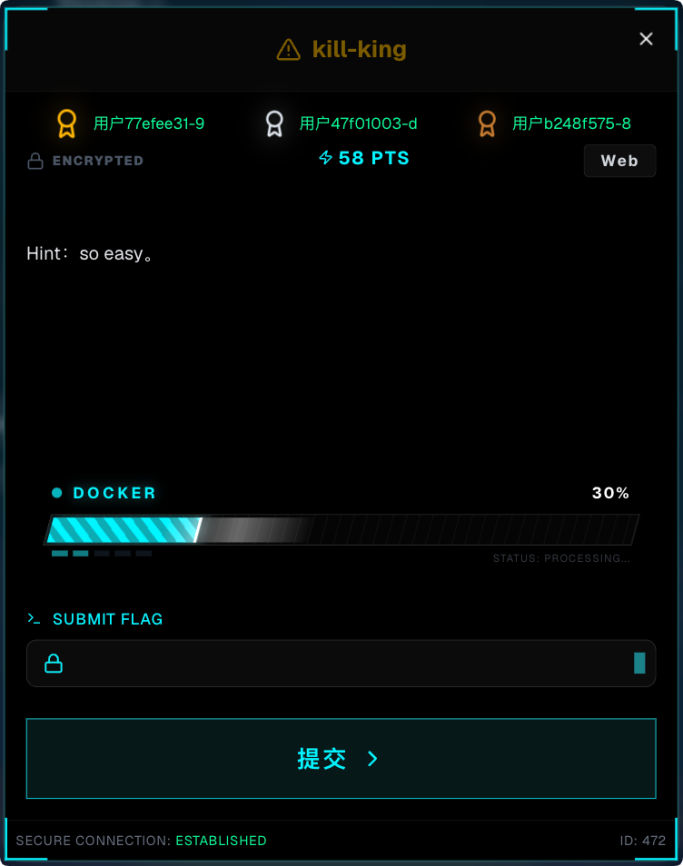 kill-king
用户77efee31-9 用户47f01003-d 用户b248f575-8
ENCRYPTED 58 PTS Web
Hint：so easy。
DOCKER 30%
STATUS: PROCESSING...
SUBMIT FLAG
提交
SECURE CONNECTION: ESTABLISHED ID: 472